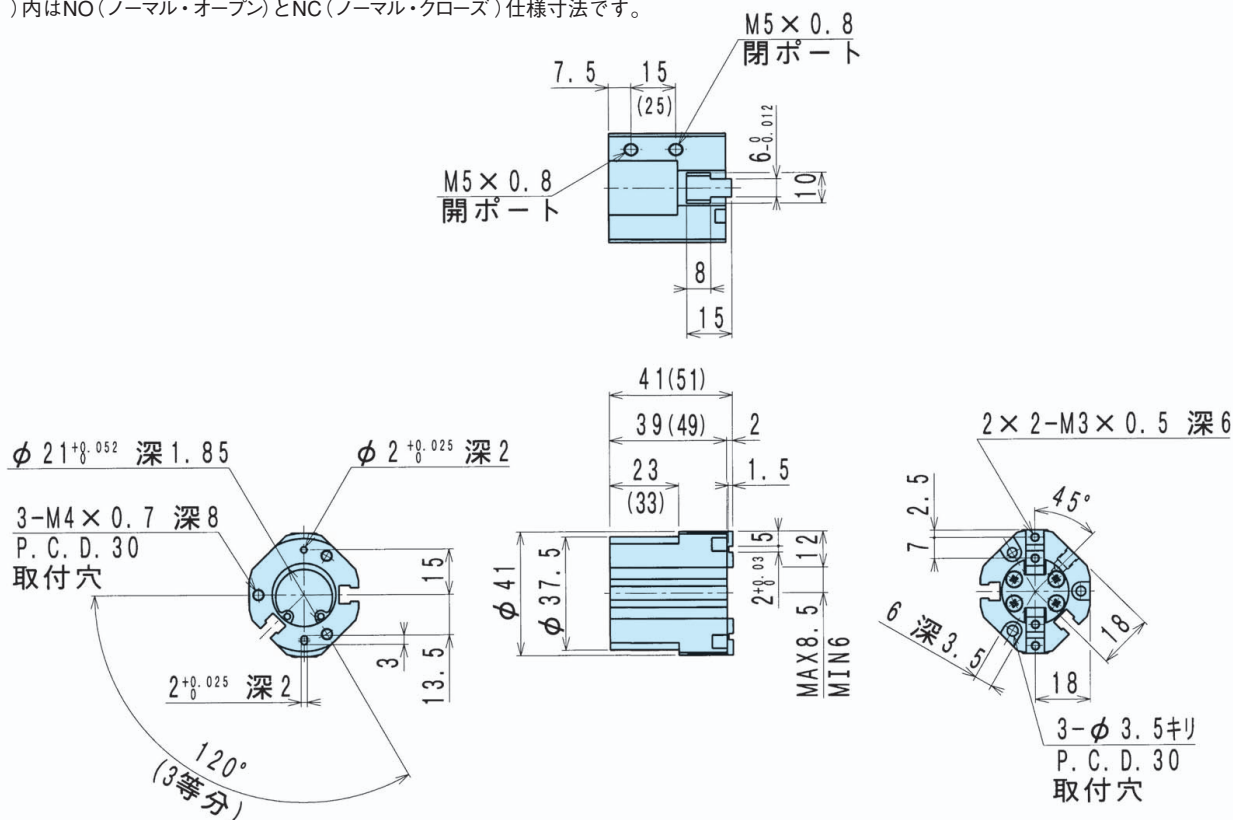 ）内はNO（ノーマル・オープン）とNC（ノーマル・クローズ）仕様寸法です。
M5×0.8
閉ポート
7.5
15
(25)
6 0 -0.012
10
M5×0.8
開ポート
8
15
41(51)
39(49)
2
23
(33)
1.5
φ41
φ37.5
5
12
2+0.03 0
MAX8.5
MIN6
φ21+0.052 0 深1.85
φ2+0.025 0 深2
3-M4×0.7 深8
P.C.D.30
取付穴
15
13.5
3
2+0.025 0 深2
120°
(3等分)
2×2-M3×0.5 深6
2.5
7
45°
6 深3.5
18
18
3-φ3.5キリ
P.C.D.30
取付穴